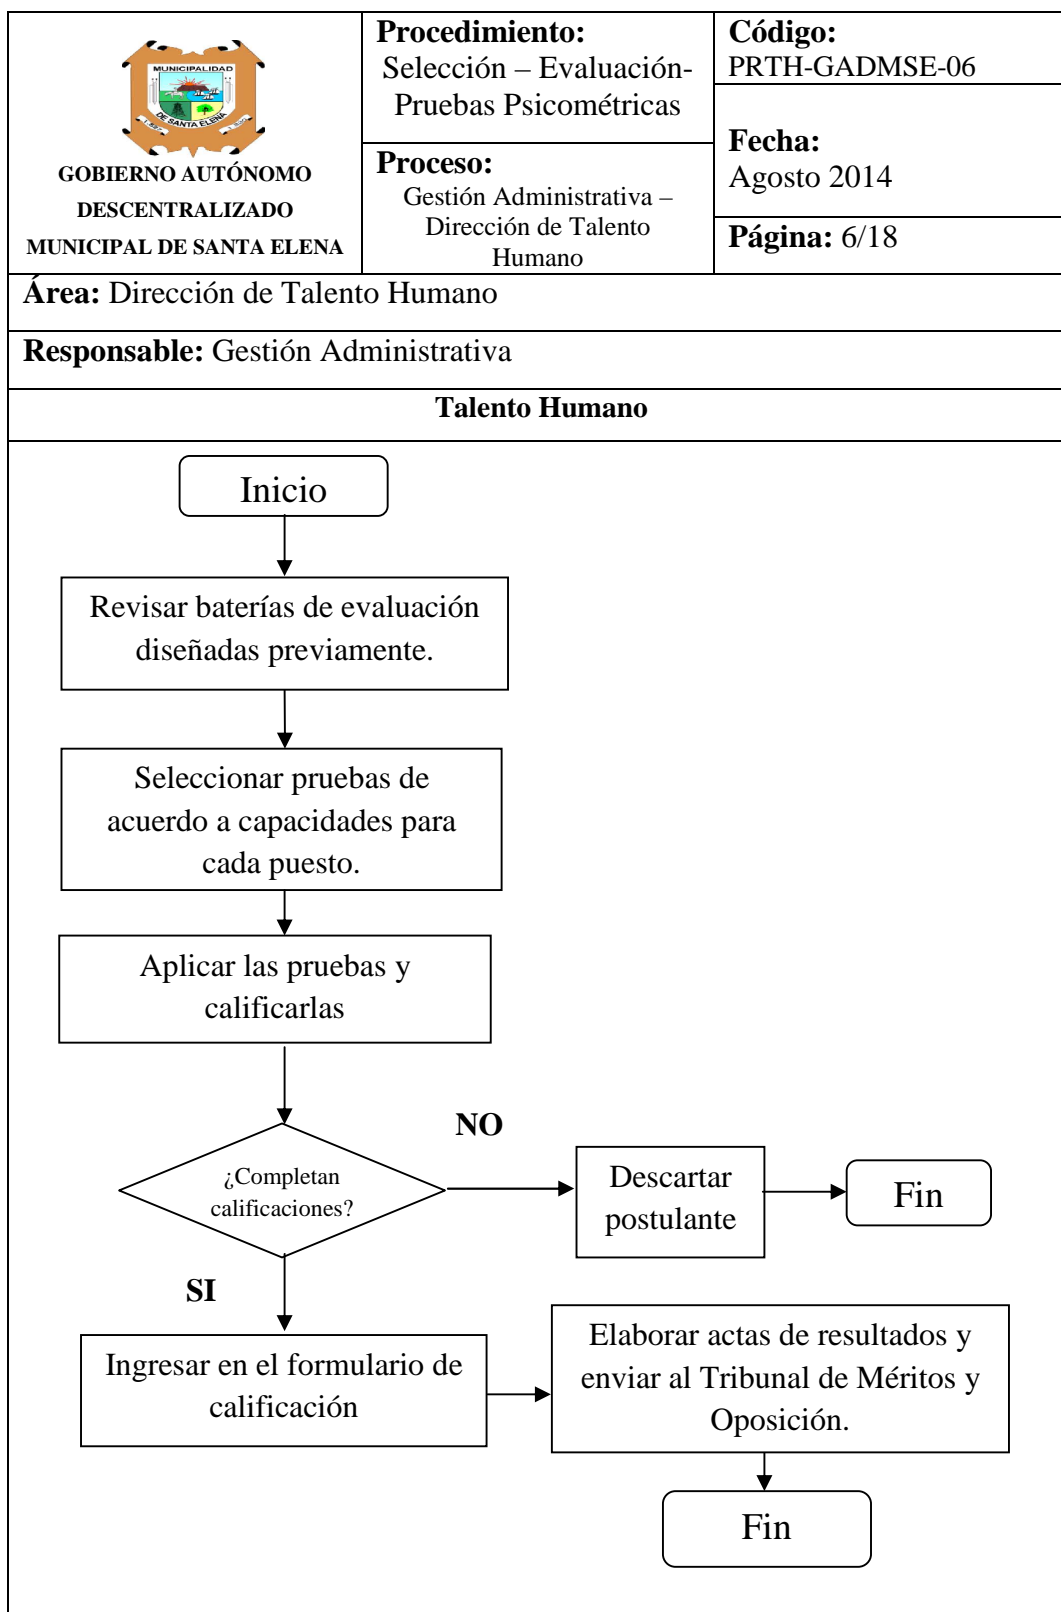 MUNICIPALIDAD
DE SANTA ELENA
GOBIERNO AUTÓNOMO
DESCENTRALIZADO
MUNICIPAL DE SANTA ELENA
Procedimiento:
Selección – Evaluación-
Pruebas Psicométricas
Proceso:
Gestión Administrativa –
Dirección de Talento
Humano
Código:
PRTH-GADMSE-06
Fecha:
Agosto 2014
Página: 6/18
Área: Dirección de Talento Humano
Responsable: Gestión Administrativa
Talento Humano
Inicio
Revisar baterías de evaluación
diseñadas previamente.
Seleccionar pruebas de
acuerdo a capacidades para
cada puesto.
Aplicar las pruebas y
calificarlas
¿Completan
calificaciones?
NO
Descartar
postulante
Fin
SI
Ingresar en el formulario de
calificación
Elaborar actas de resultados y
enviar al Tribunal de Méritos y
Oposición.
Fin